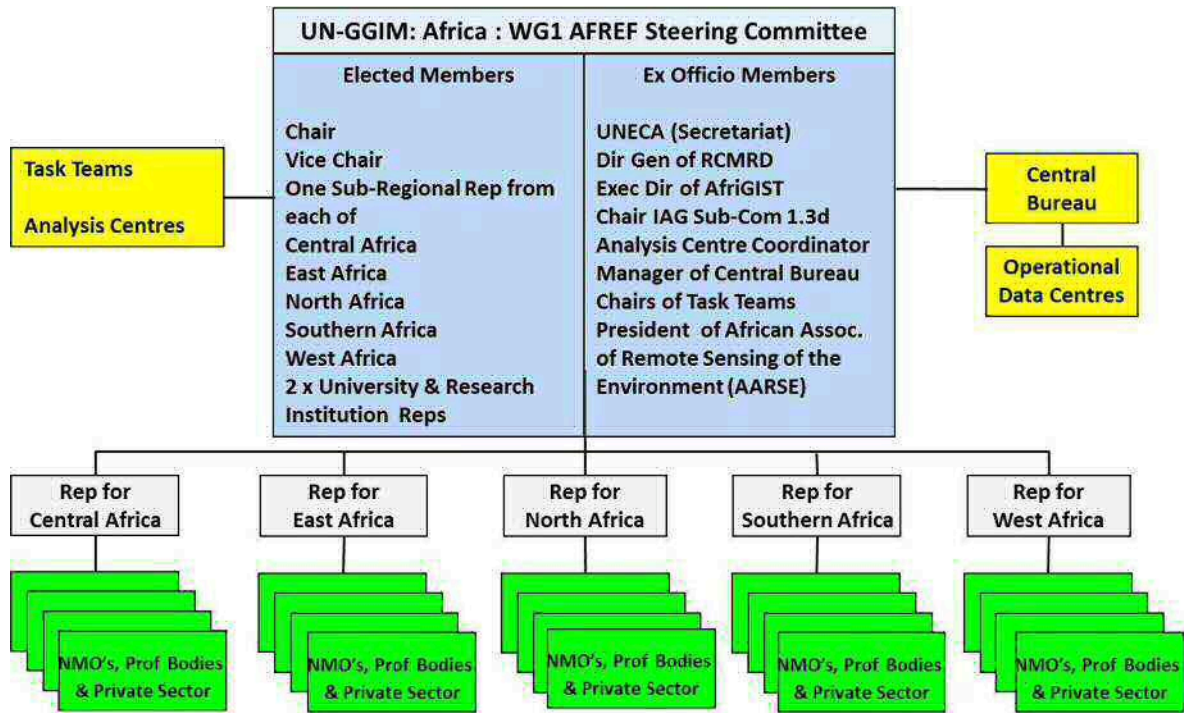 UN-GGIM: Africa : WG1 AFREF Steering Committee
Elected Members
Chair
Vice Chair
One Sub-Regional Rep from
each of
Central Africa
East Africa
North Africa
Southern Africa
West Africa
2 x University & Research
Institution Reps
Ex Officio Members
UNECA (Secretariat)
Dir Gen of RCMRD
Exec Dir of AfriGIST
Chair IAG Sub-Com 1.3d
Analysis Centre Coordinator
Manager of Central Bureau
Chairs of Task Teams
President of African Assoc.
of Remote Sensing of the
Environment (AARSE)
Task Teams
Analysis Centres
Central
Bureau
Operational
Data Centres
Rep for
Central Africa
Rep for
East Africa
Rep for
North Africa
Rep for
Southern Africa
Rep for
West Africa
NMO's, Prof Bodies
& Private Sector
NMO's, Prof Bodies
& Private Sector
NMO's, Prof Bodies
& Private Sector
NMO's, Prof Bodies
& Private Sector
NMO's, Prof Bodies
& Private Sector